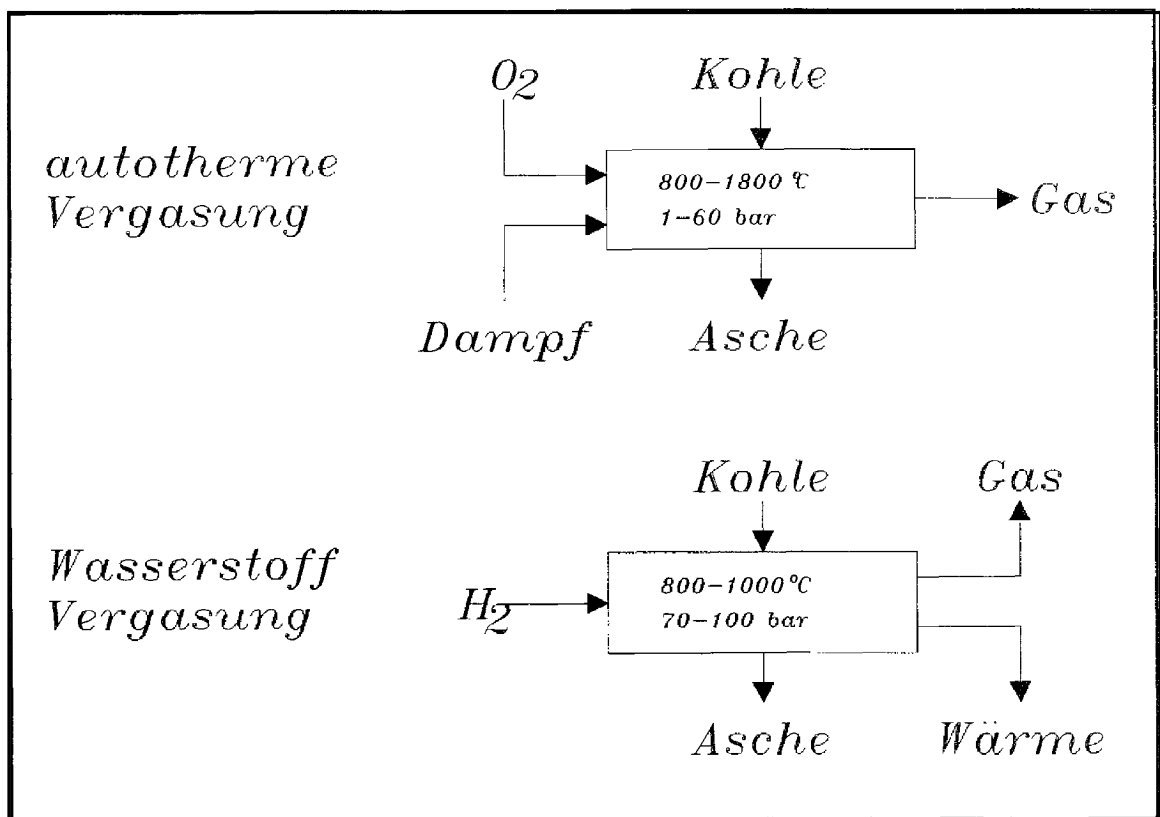 O2
Kohle
autotherme
Vergasung
800-1800 °C
1-60 bar
Gas
Dampf
Asche
Kohle
Gas
Wasserstoff
Vergasung
H2
800-1000°C
70-100 bar
Asche
Wärme